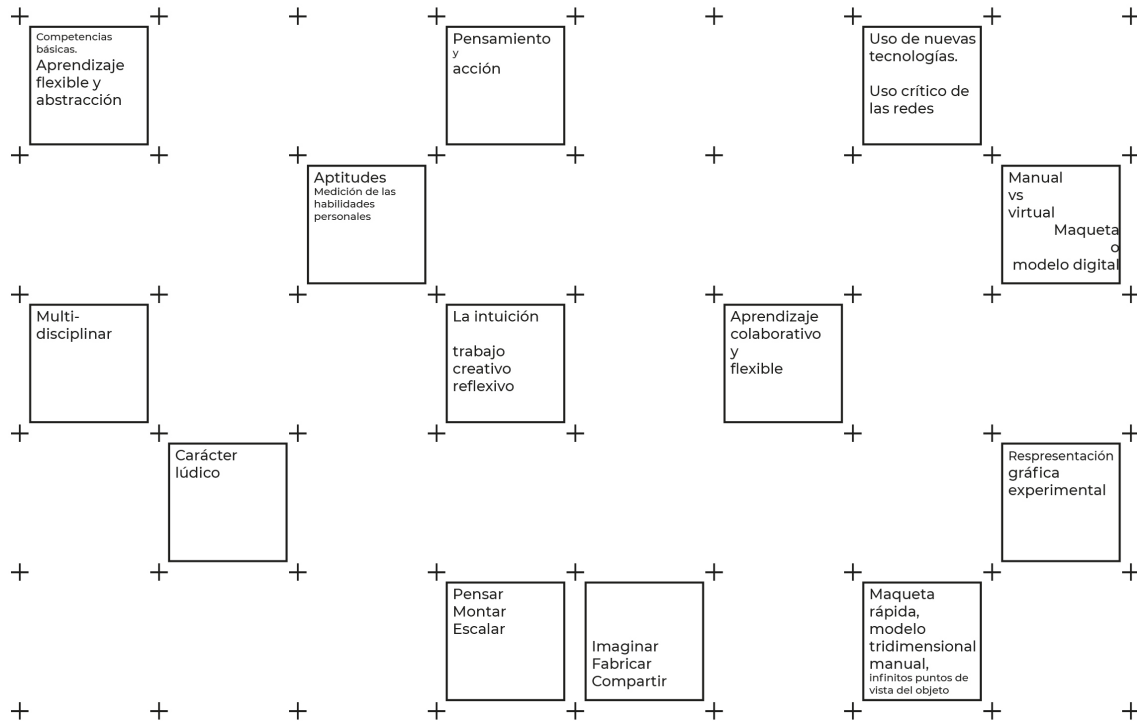 Competencias
básicas.
Aprendizaje
flexible y
abstracción
Pensamiento
y
acción
Uso de nuevas
tecnologías.
Uso crítico de
las redes
Aptitudes
Medición de las
habilidades
personales
Manual
vs
virtual
Maqueta
o
modelo digital
Multi-
disciplinar
La intuición
trabajo
creativo
reflexivo
Aprendizaje
colaborativo
y
flexible
Carácter
lúdico
Respresentación
gráfica
experimental
Pensar
Montar
Escalar
Imaginar
Fabricar
Compartir
Maqueta
rápida,
modelo
tridimensional
manual,
infinitos puntos de
vista del objeto